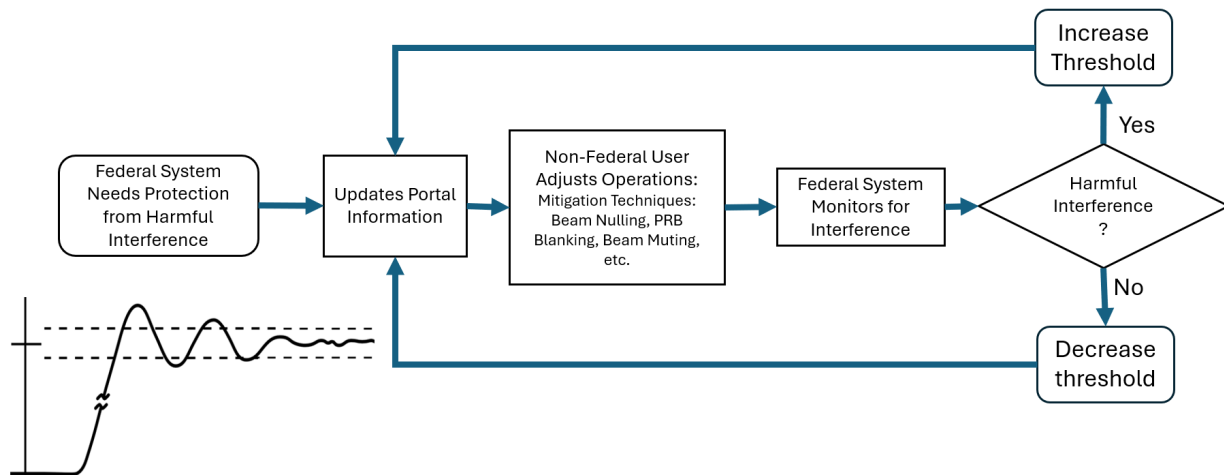 Increase
Threshold
Yes
Federal System
Needs Protection
from Harmful
Interference
Updates Portal
Information
Non-Federal User
Adjusts Operations:
Mitigation Techniques:
Beam Nulling, PRB
Blanking, Beam Muting,
etc.
Federal System
Monitors for
Interference
Harmful
Interference
?
No
Decrease
threshold